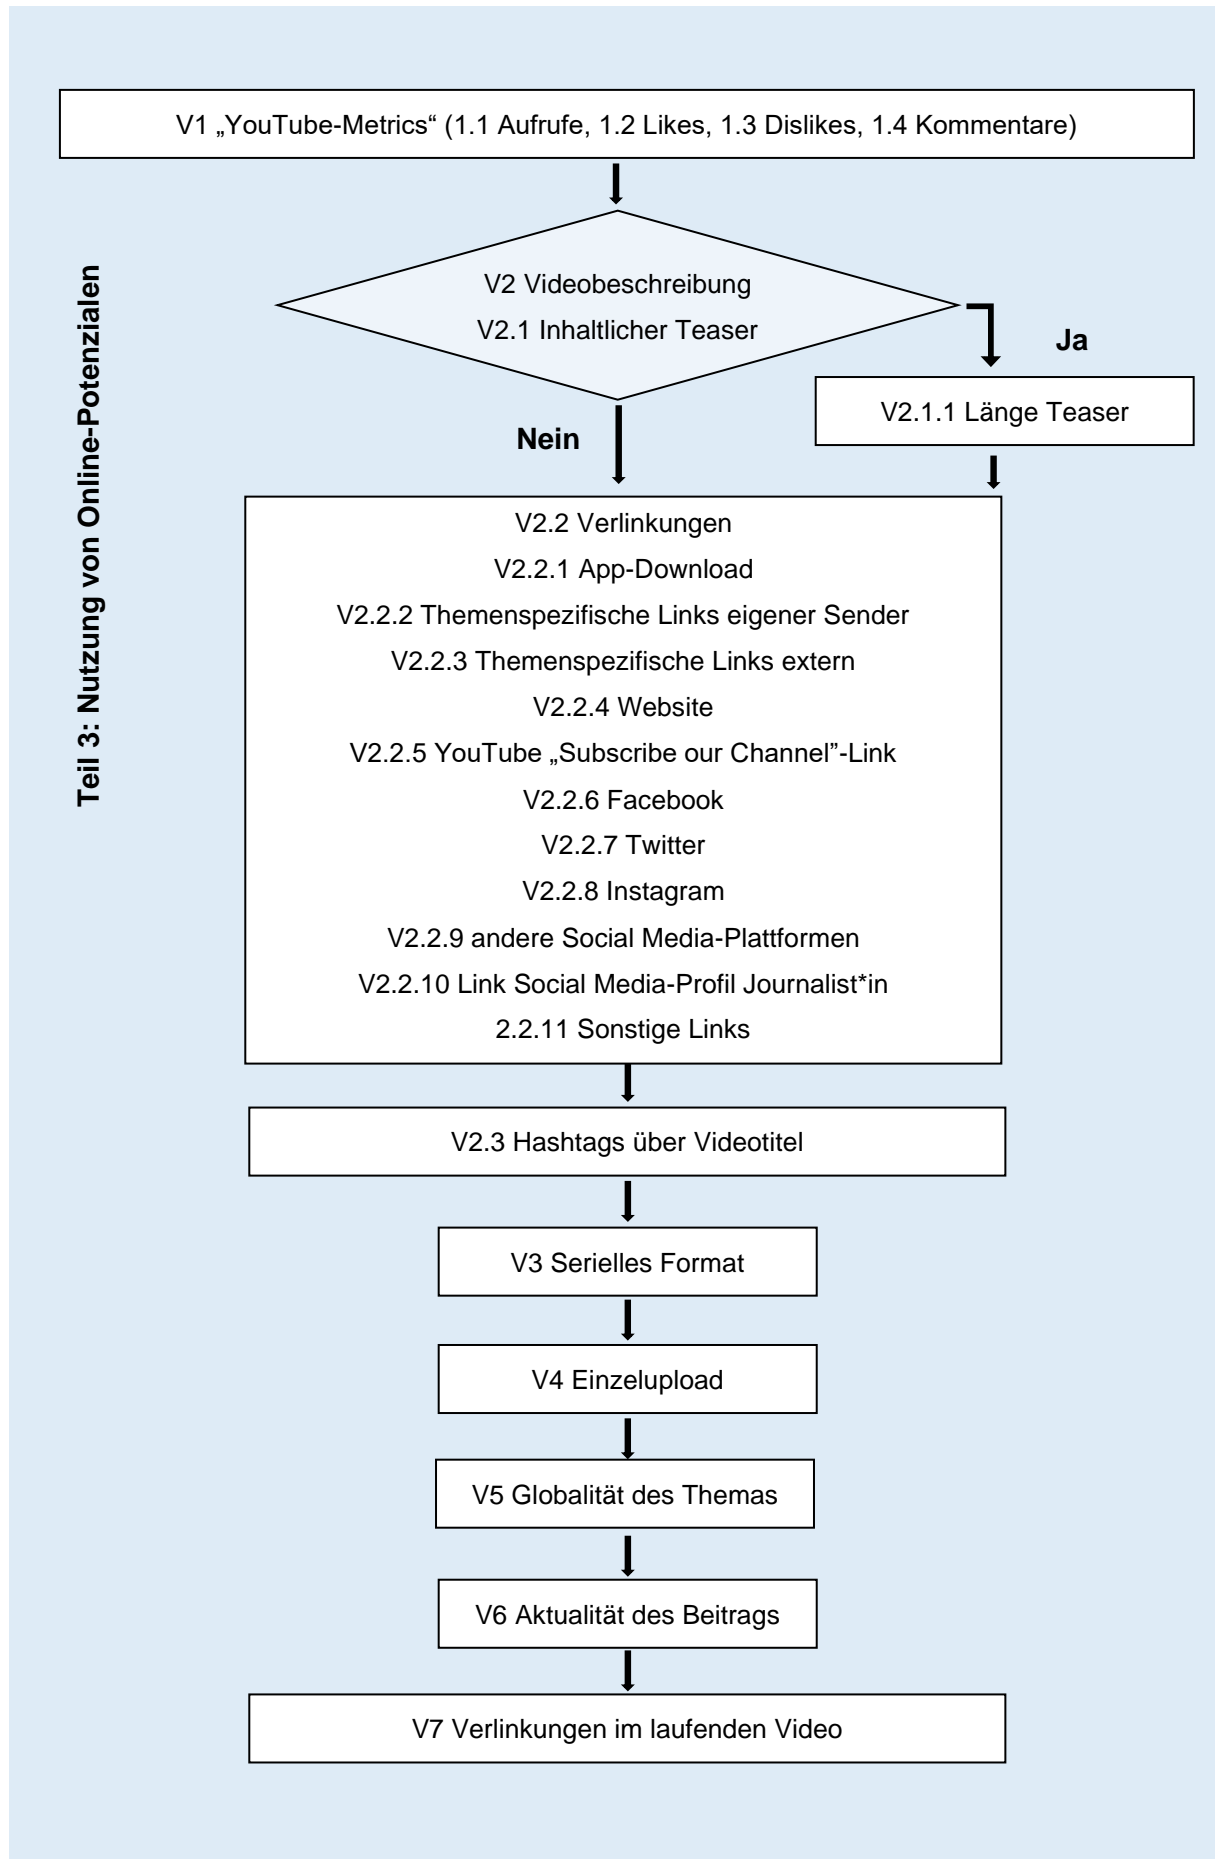 Teil 3: Nutzung von Online-Potenzialen
V1 „YouTube-Metrics“ (1.1 Aufrufe, 1.2 Likes, 1.3 Dislikes, 1.4 Kommentare)
V2 Videobeschreibung
V2.1 Inhaltlicher Teaser
Ja
V2.1.1 Länge Teaser
Nein
V2.2 Verlinkungen
V2.2.1 App-Download
V2.2.2 Themenspezifische Links eigener Sender
V2.2.3 Themenspezifische Links extern
V2.2.4 Website
V2.2.5 YouTube „Subscribe our Channel”-Link
V2.2.6 Facebook
V2.2.7 Twitter
V2.2.8 Instagram
V2.2.9 andere Social Media-Plattformen
V2.2.10 Link Social Media-Profil Journalist*in
2.2.11 Sonstige Links
V2.3 Hashtags über Videotitel
V3 Serielles Format
V4 Einzelupload
V5 Globalität des Themas
V6 Aktualität des Beitrags
V7 Verlinkungen im laufenden Video